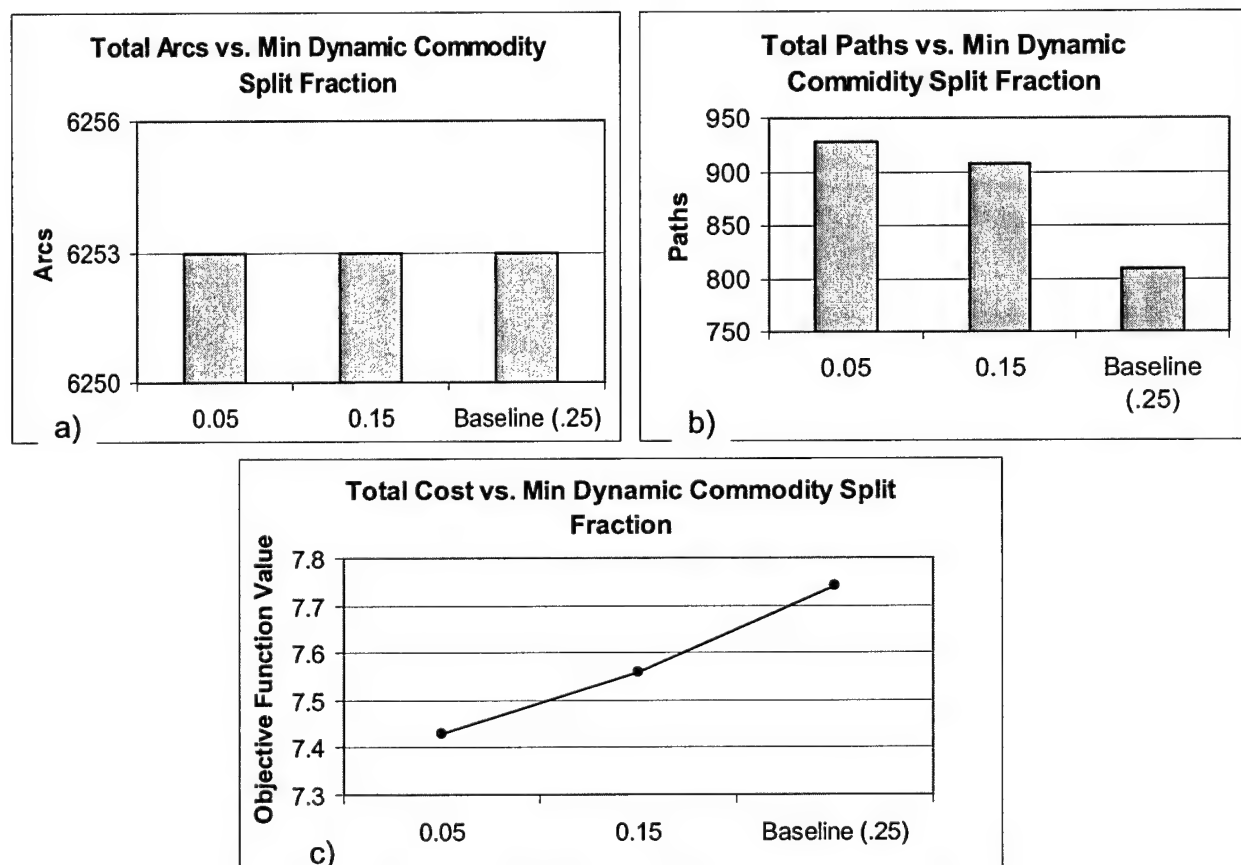 Total Arcs vs. Min Dynamic Commodity
Split Fraction
6256
6253
6250
Arcs
0.05 0.15 Baseline (.25)
a)
Total Paths vs. Min Dynamic
Commidity Split Fraction
950
900
850
800
750
Paths
0.05 0.15 Baseline
(.25)
b)
Total Cost vs. Min Dynamic Commodity Split
Fraction
7.8
7.7
7.6
7.5
7.4
7.3
Objective Function Value
0.05 0.15 Baseline (.25)
c)